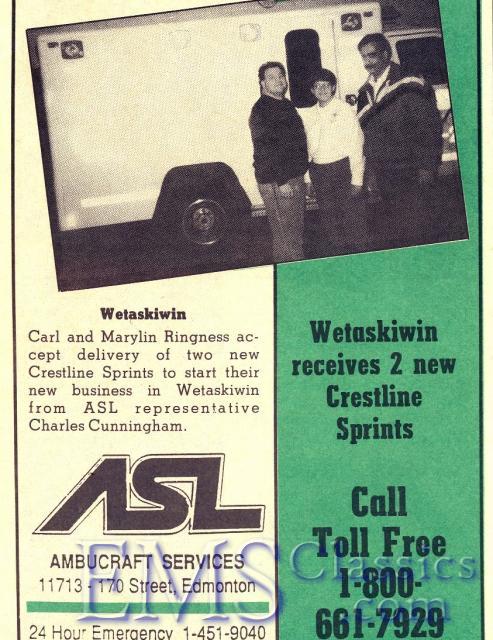 Wetaskiwin
Carl and Marylin Ringness ac-
cept delivery of two new
Crestline Sprints to start their
new business in Wetaskiwin
from ASL representative
Charles Cunningham.
ASL
AMBUCRAFT SERVICES
11713 - 170 Street, Edmonton
24 Hour Emergency 1-451-9040
Wetaskiwin
receives 2 new
Crestline
Sprints
Call
Toll Free
1-800-
661-7929
EMSClassics
.com